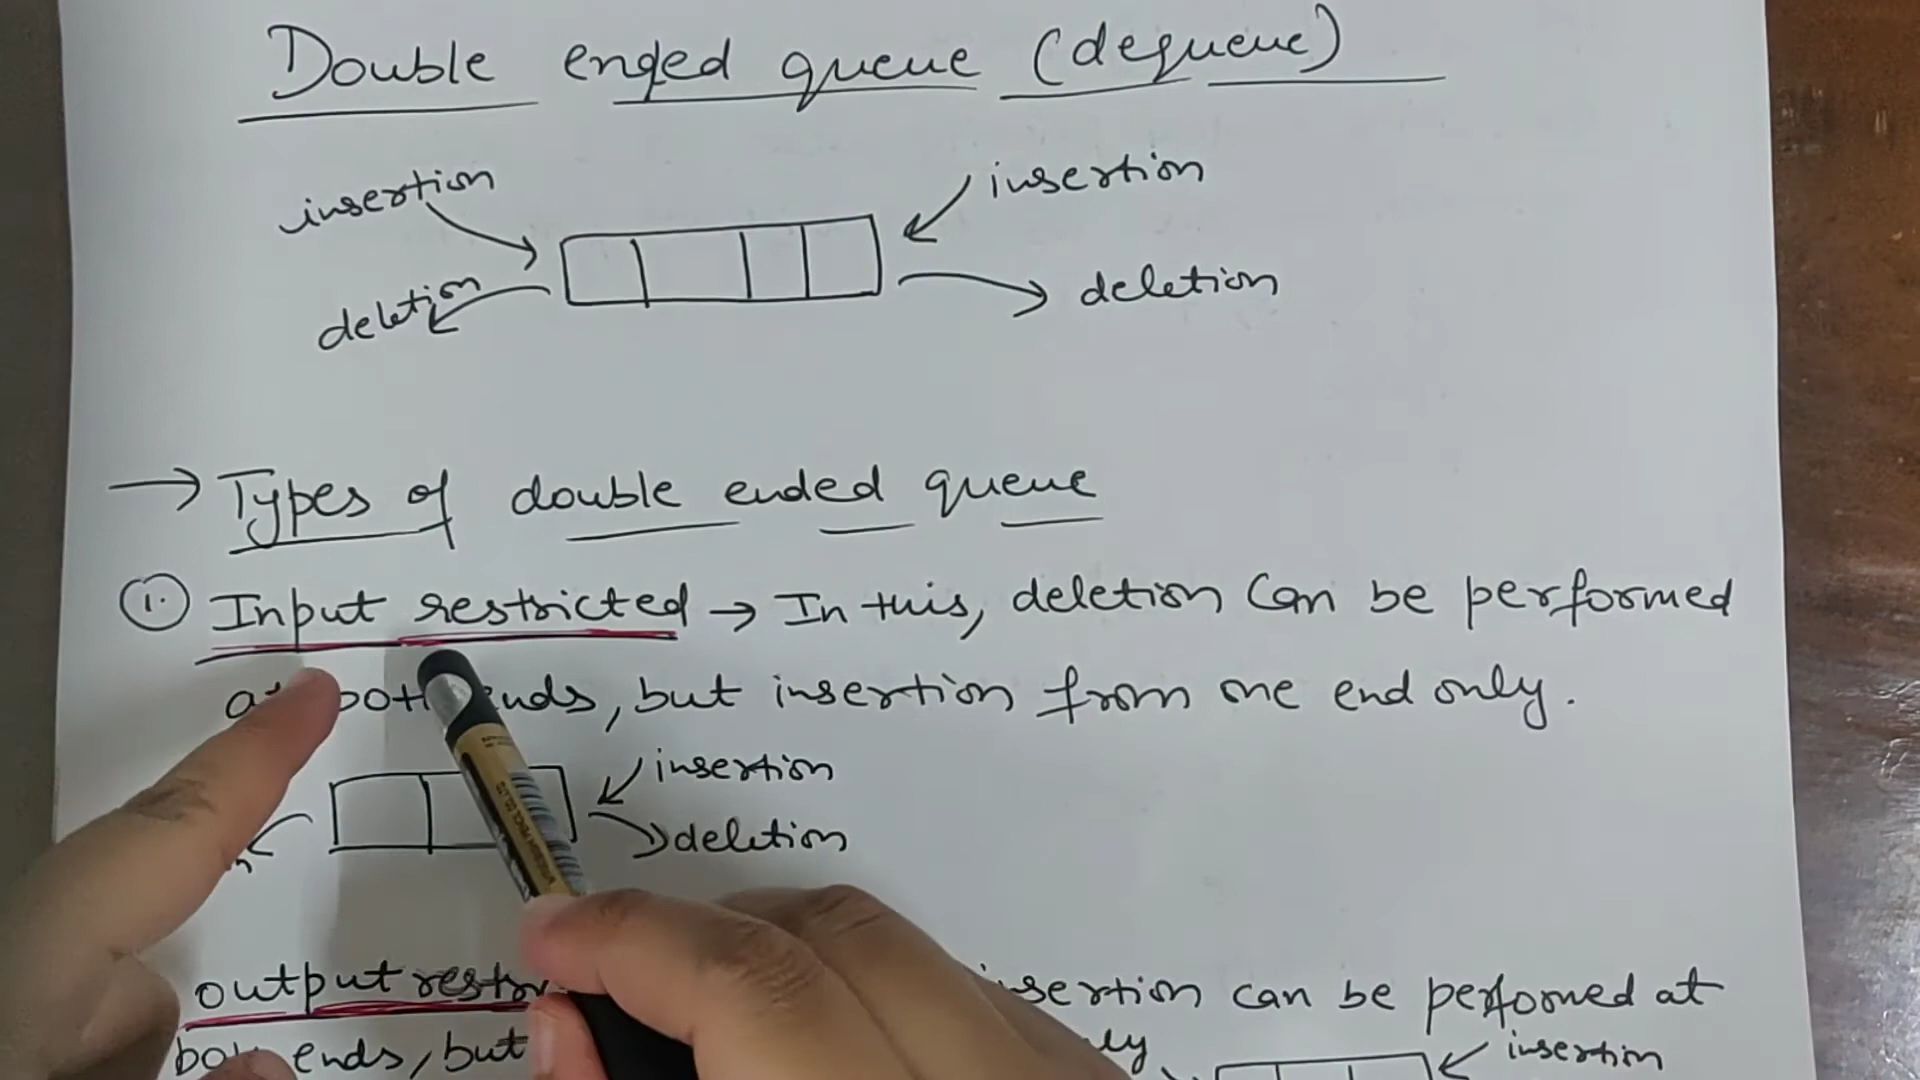 Double ended queue (dequeue)
insertion
insertion
deletion
deletion
→ Types of double ended queue
1. Input restricted → In this, deletion can be performed
ends, but insertion from one end only.
insertion
deletion
output insertion can be performed at
ends, but
insertion